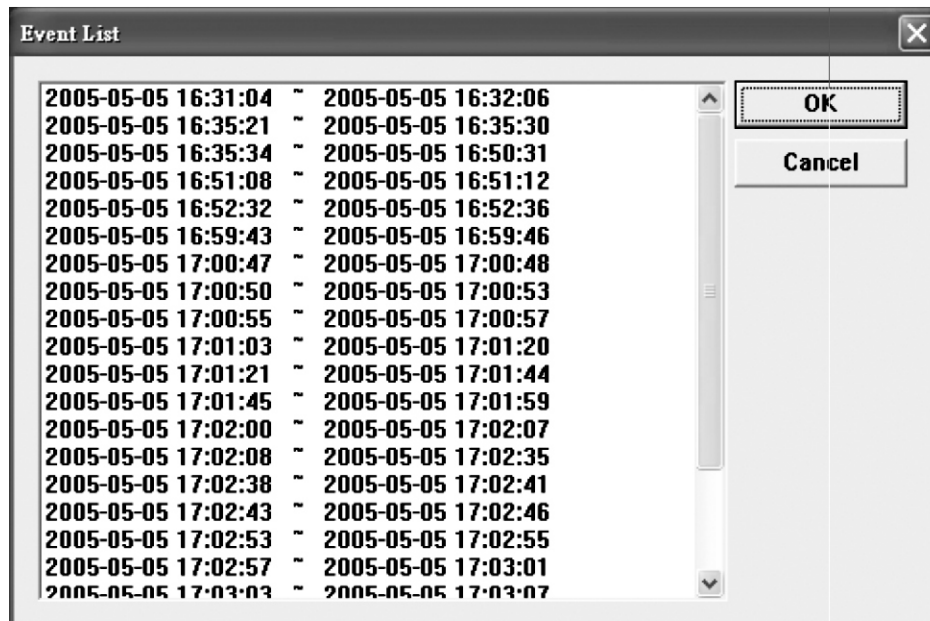 Event List
2005-05-05 16:31:04 ~ 2005-05-05 16:32:06
2005-05-05 16:35:21 ~ 2005-05-05 16:35:30
2005-05-05 16:35:34 ~ 2005-05-05 16:50:31
2005-05-05 16:51:08 ~ 2005-05-05 16:51:12
2005-05-05 16:52:32 ~ 2005-05-05 16:52:36
2005-05-05 16:59:43 ~ 2005-05-05 16:59:46
2005-05-05 17:00:47 ~ 2005-05-05 17:00:48
2005-05-05 17:00:50 ~ 2005-05-05 17:00:53
2005-05-05 17:00:55 ~ 2005-05-05 17:00:57
2005-05-05 17:01:03 ~ 2005-05-05 17:01:20
2005-05-05 17:01:21 ~ 2005-05-05 17:01:44
2005-05-05 17:01:45 ~ 2005-05-05 17:01:59
2005-05-05 17:02:00 ~ 2005-05-05 17:02:07
2005-05-05 17:02:08 ~ 2005-05-05 17:02:35
2005-05-05 17:02:38 ~ 2005-05-05 17:02:41
2005-05-05 17:02:43 ~ 2005-05-05 17:02:46
2005-05-05 17:02:53 ~ 2005-05-05 17:02:55
2005-05-05 17:02:57 ~ 2005-05-05 17:03:01
2005-05-05 17:03:03 ~ 2005-05-05 17:03:07
OK
Cancel